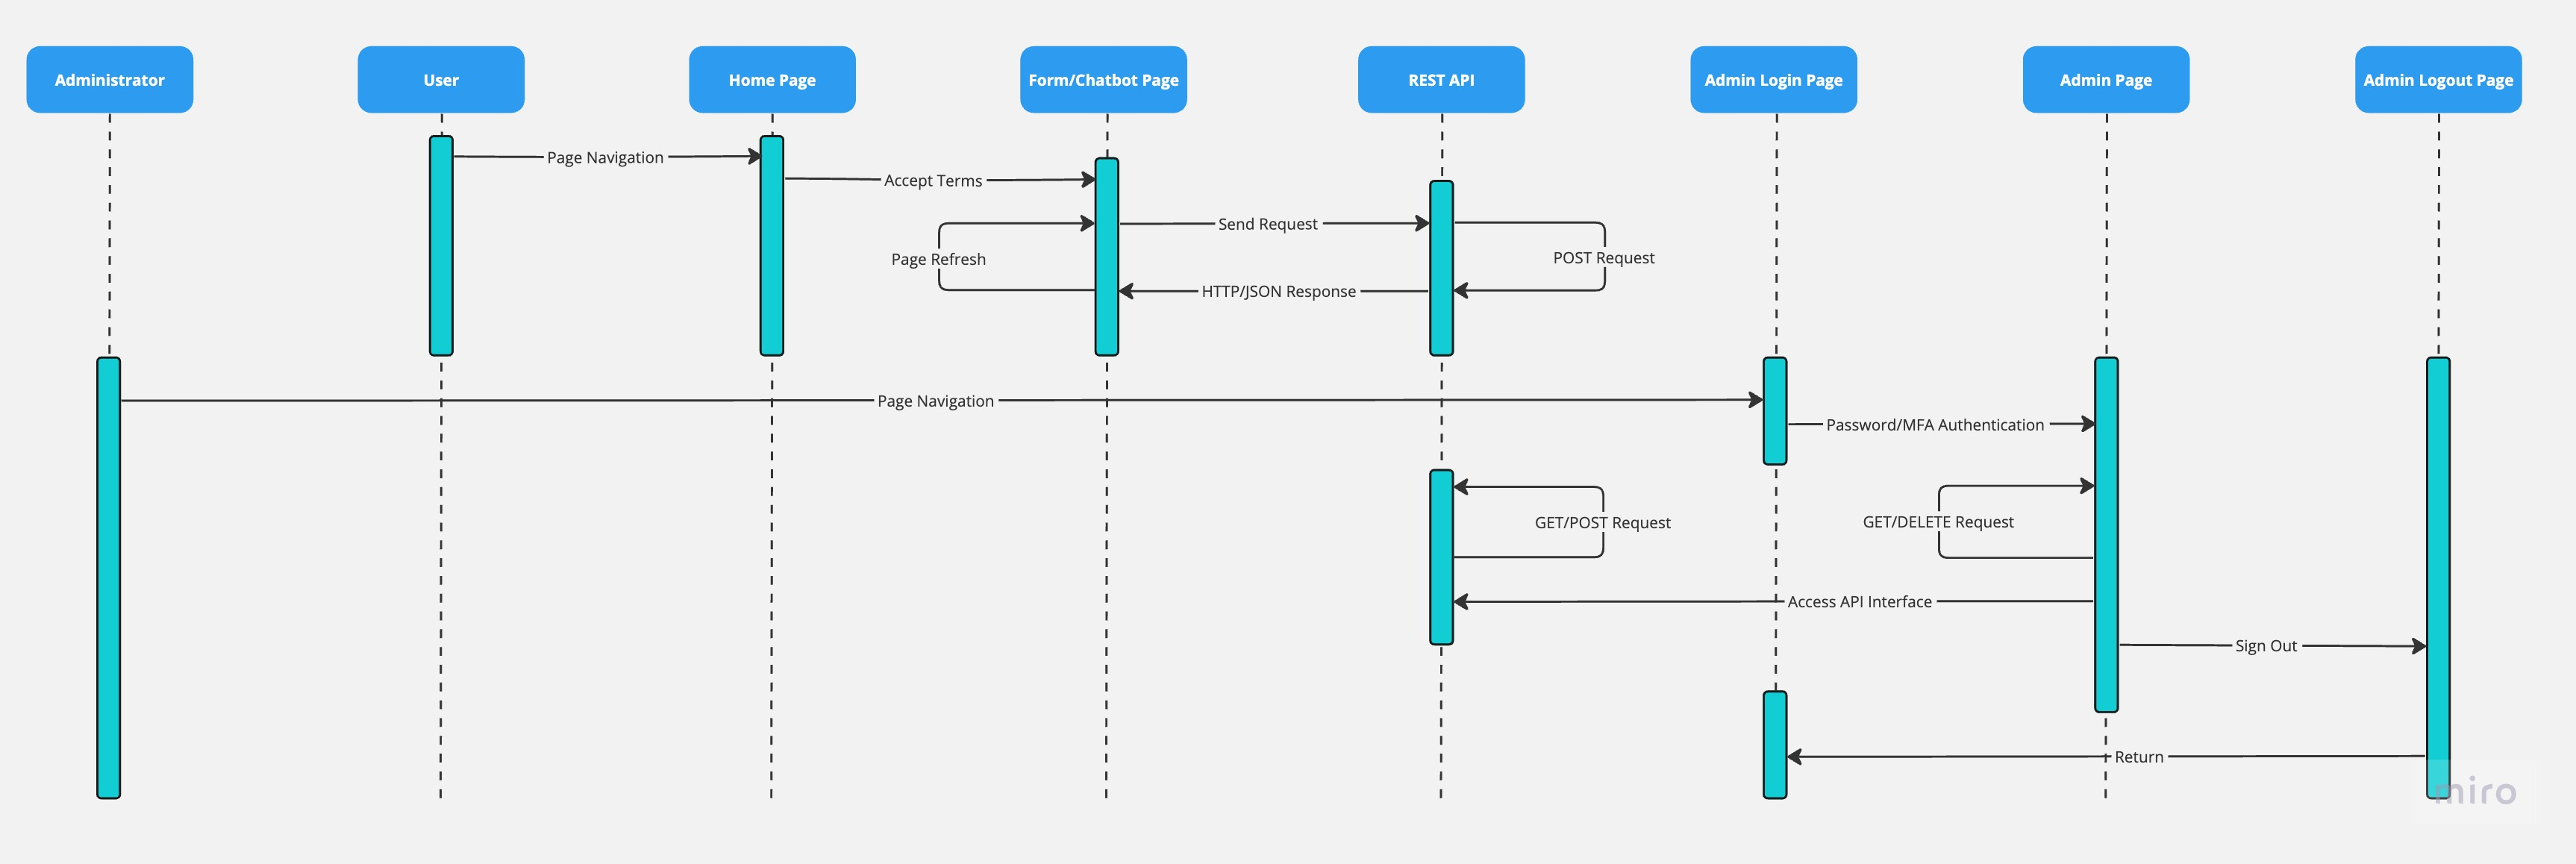 Administrator
User
Home Page
Form/Chatbot Page
REST API
Admin Login Page
Admin Page
Admin Logout Page
Page Navigation
Accept Terms
Send Request
Page Refresh
POST Request
HTTP/JSON Response
Page Navigation
Password/MFA Authentication
GET/POST Request
GET/DELETE Request
Access API Interface
Sign Out
Return
miro